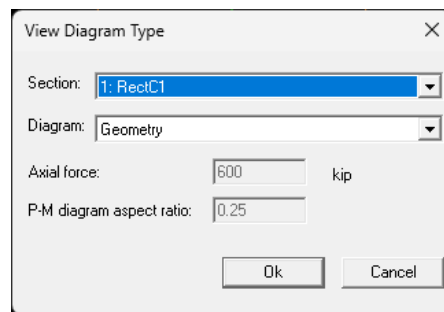 View Diagram Type
Section: 1: RectC1
Diagram: Geometry
Axial force: 600 kip
P-M diagram aspect ratio: 0.25
Ok Cancel